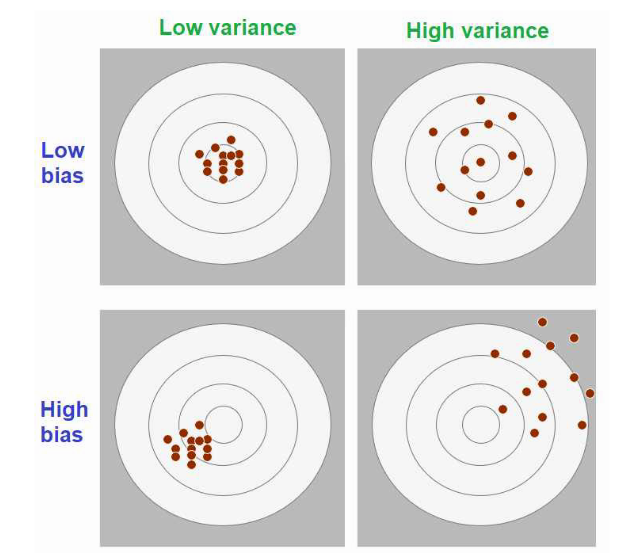 Low variance
High variance
Low
bias
High
bias